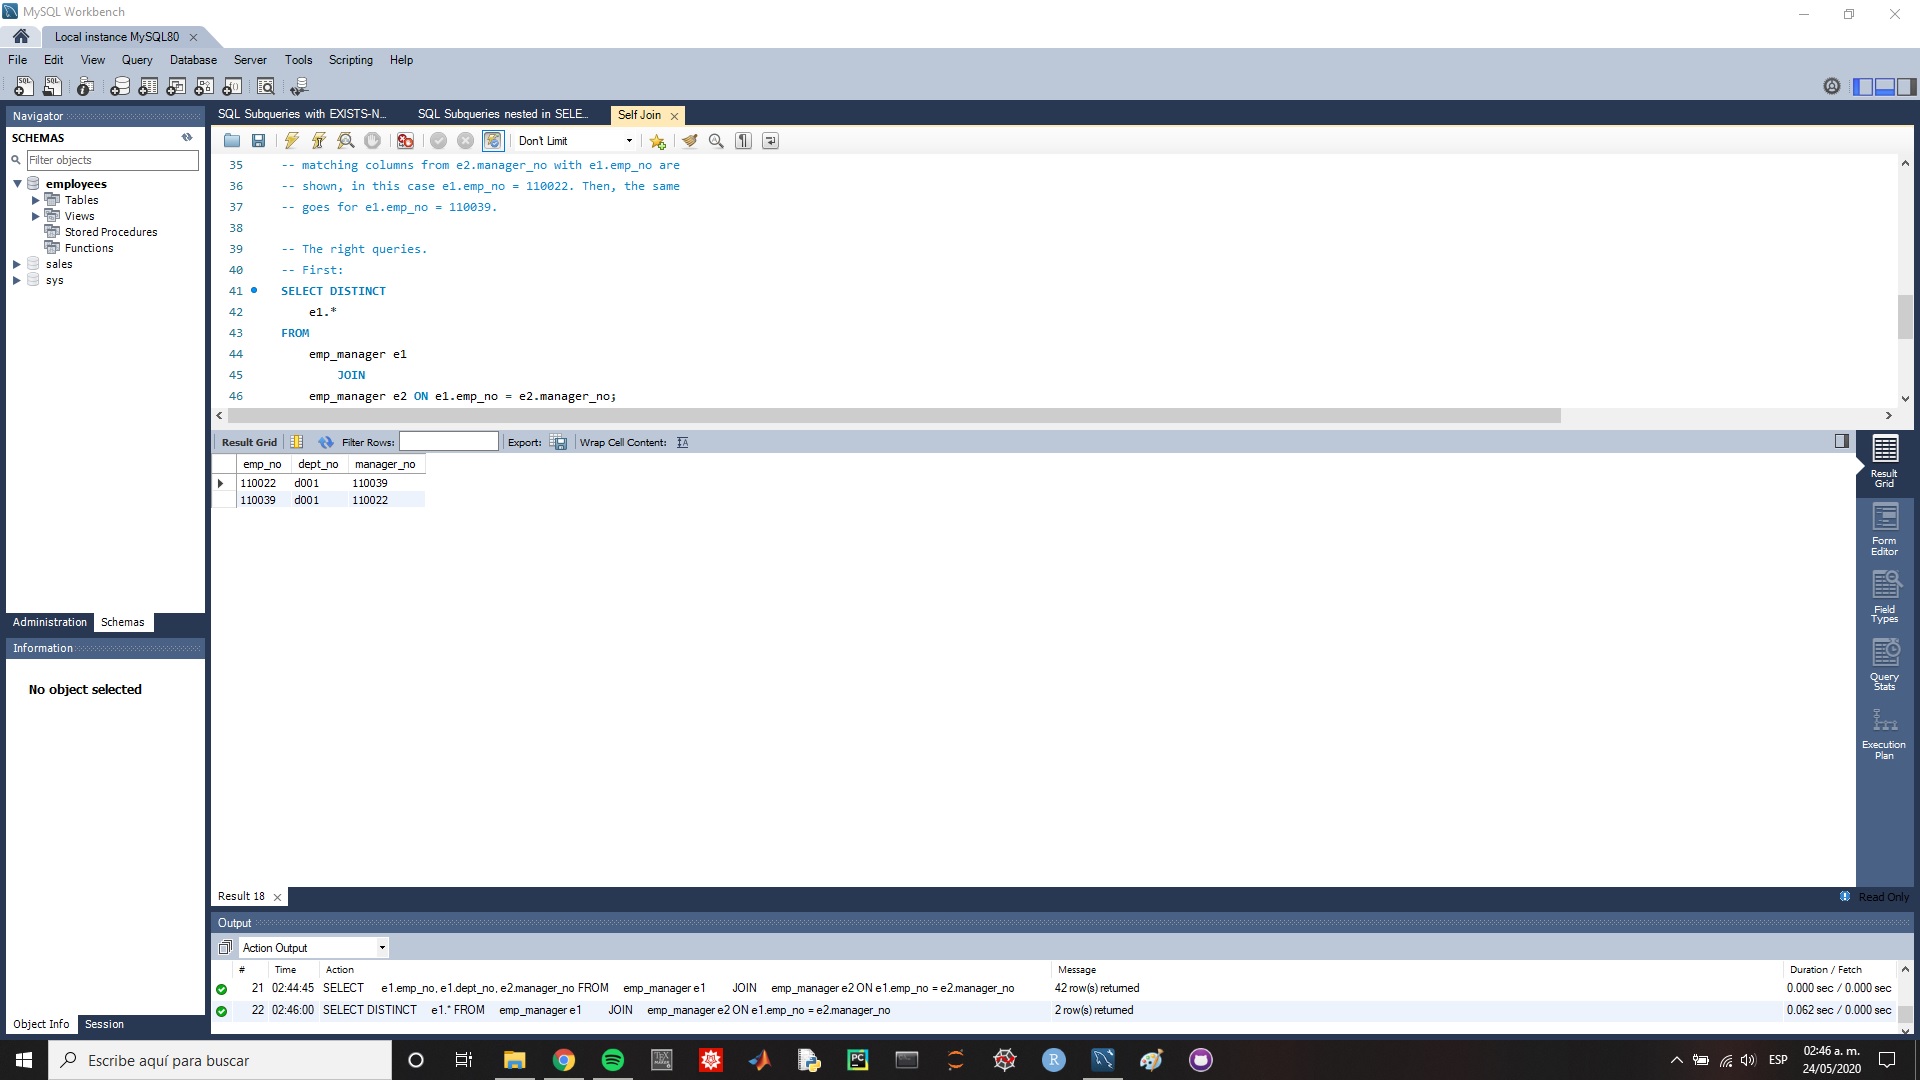 MySQL Workbench
Local instance MySQL80
File Edit View Query Database Server Tools Scripting Help
Navigator
SCHEMAS
Filter objects
employees
Tables
Views
Stored Procedures
Functions
sales
sys
Administration Schemas
Information
No object selected
Object Info Session
SQL Subqueries with EXISTS-N... SQL Subqueries nested in SELE... Self Join
Don't Limit
35 -- matching columns from e2.manager_no with e1.emp_no are
36 -- shown, in this case e1.emp_no = 110022. Then, the same
37 -- goes for e1.emp_no = 110039.
38
39 -- The right queries.
40 -- First:
41 SELECT DISTINCT
42 e1.*
43 FROM
44 emp_manager e1
45 JOIN
46 emp_manager e2 ON e1.emp_no = e2.manager_no;
Result Grid Filter Rows: Export: Wrap Cell Content:
emp_no dept_no manager_no
110022 d001 110039
110039 d001 110022
Result
Grid
Form
Editor
Field
Types
Query
Stats
Execution
Plan
Result 18
Read Only
Output
Action Output
# Time Action Message Duration / Fetch
21 02:44:45 SELECT e1.emp_no, e1.dept_no, e2.manager_no FROM emp_manager e1 JOIN emp_manager e2 ON e1.emp_no = e2.manager_no 42 row(s) returned 0.000 sec / 0.000 sec
22 02:46:00 SELECT DISTINCT e1.* FROM emp_manager e1 JOIN emp_manager e2 ON e1.emp_no = e2.manager_no 2 row(s) returned 0.062 sec / 0.000 sec
Escribe aquí para buscar
ESP
02:46 a. m.
24/05/2020